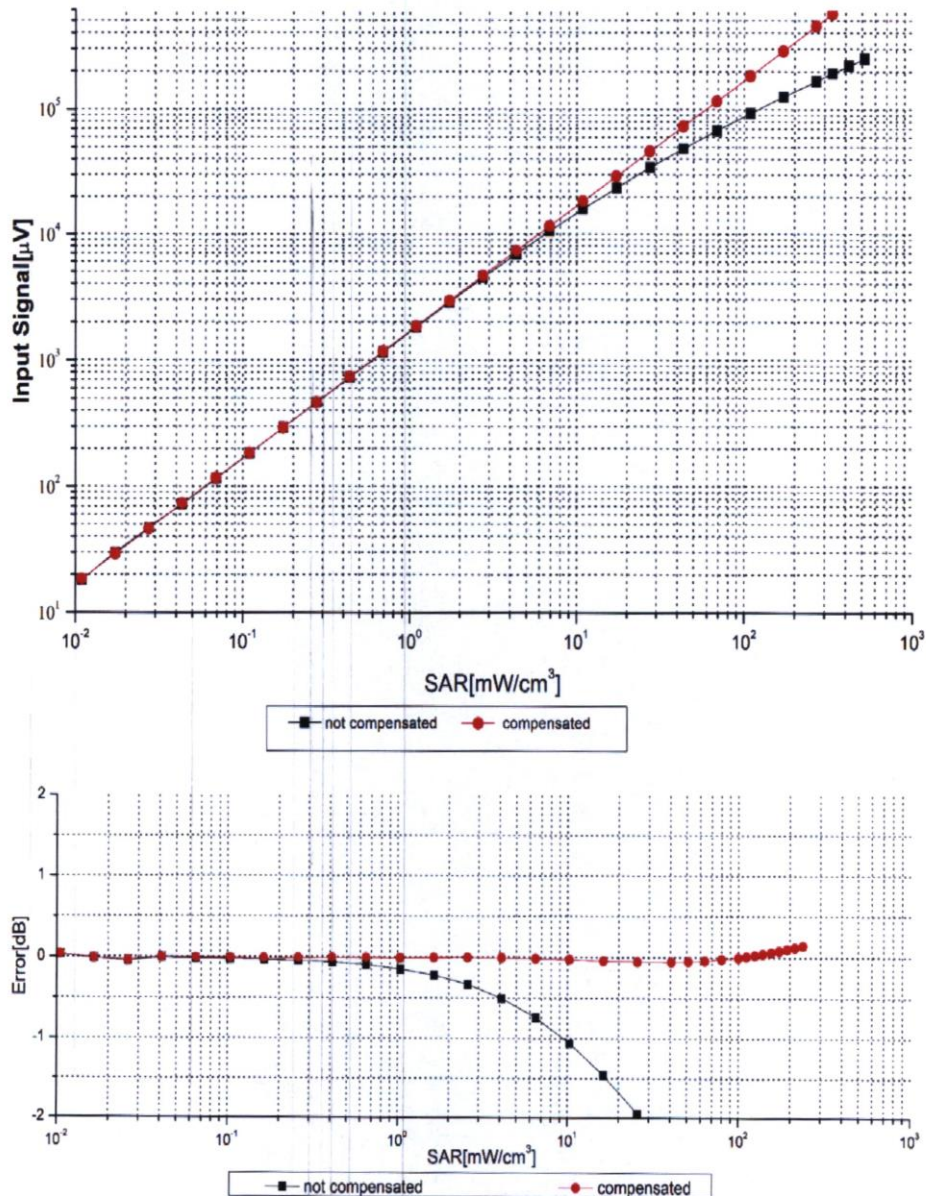 Input Signal[µV]
10⁵
10⁴
10³
10²
10¹
10⁻² 10⁻¹ 10⁰ 10¹ 10² 10³
SAR[mW/cm³]
not compensated compensated
Error[dB]
2
1
0
-1
-2
10⁻² 10⁻¹ 10⁰ 10¹ 10² 10³
SAR[mW/cm³]
not compensated compensated